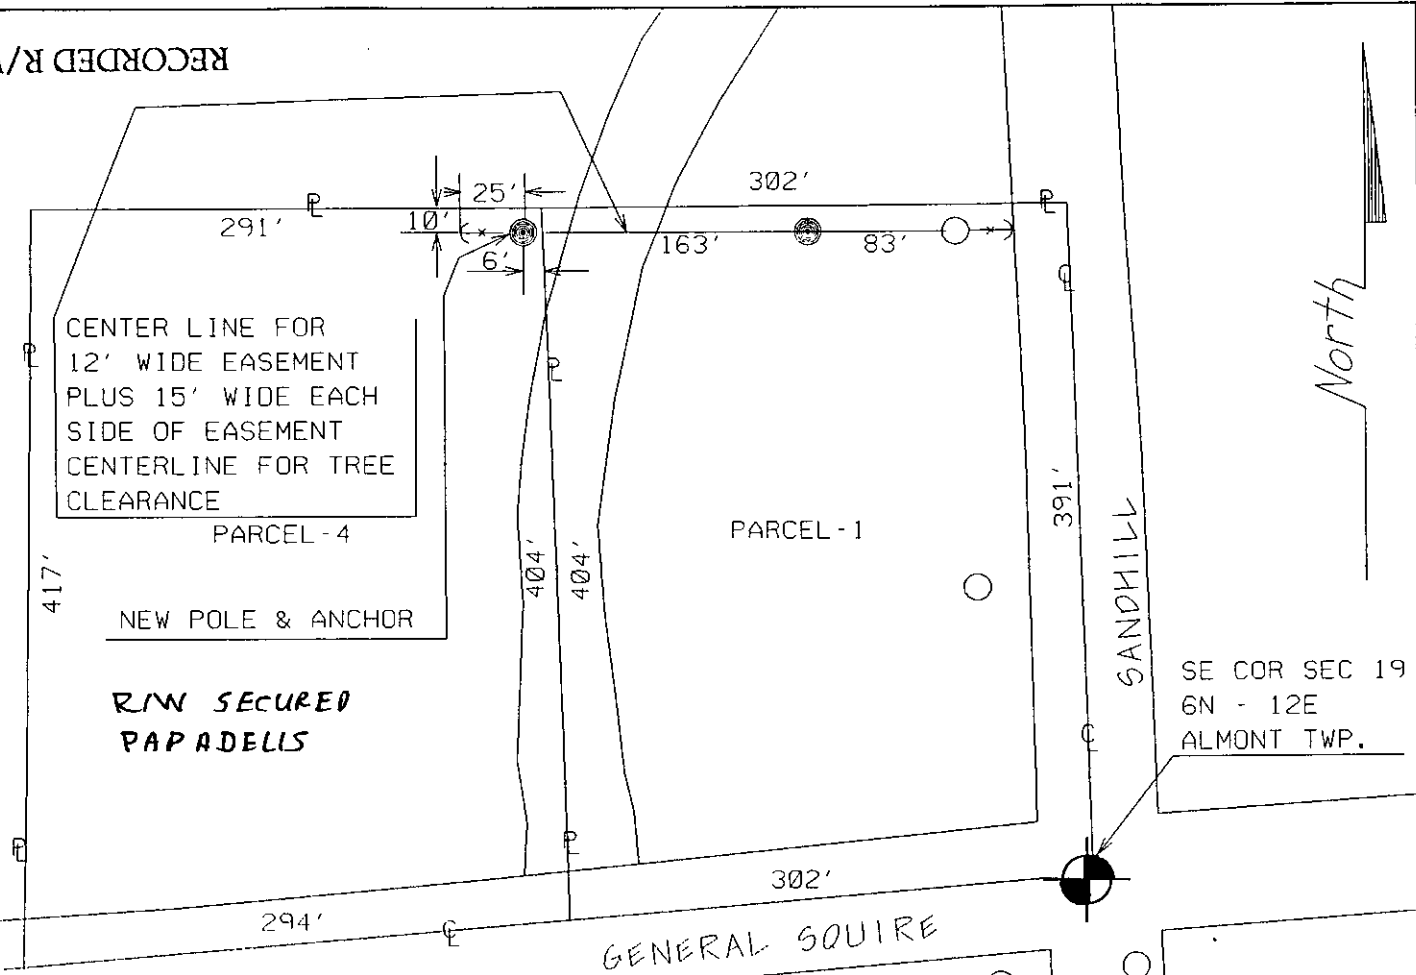 RECORDED R/
302'
25'
291'
10'
163'
83'
6'
CENTER LINE FOR
12' WIDE EASEMENT
PLUS 15' WIDE EACH
SIDE OF EASEMENT
CENTERLINE FOR TREE
CLEARANCE
North
PARCEL-4
PARCEL-1
391'
417'
404'
404'
SANDHILL
NEW POLE & ANCHOR
R/W SECURED
PAPADELIS
SE COR SEC 19
6N - 12E
ALMONT TWP.
302'
294'
GENERAL SQUIRE